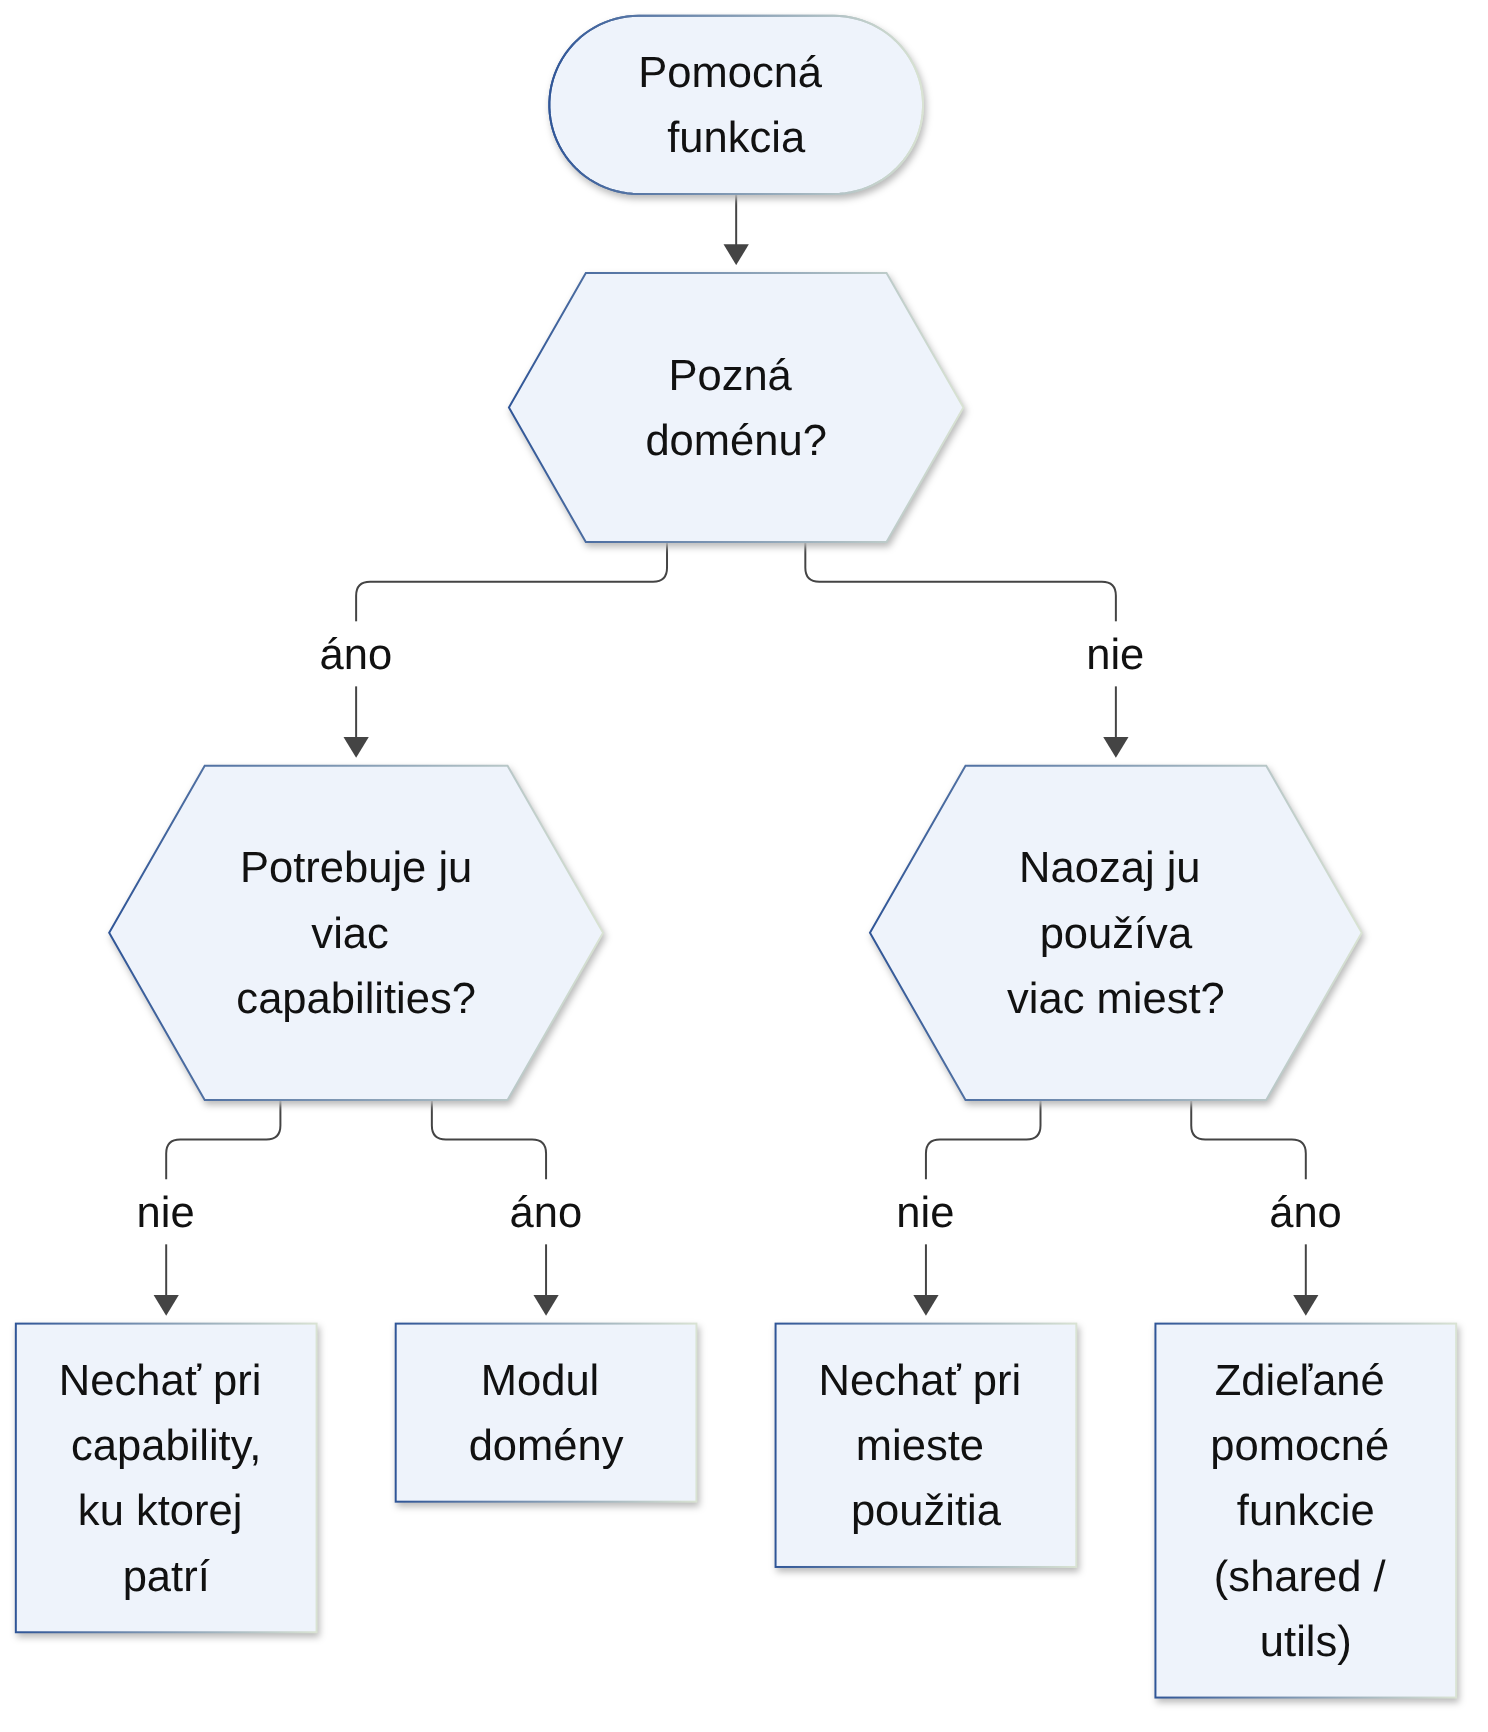 Pomocná
funkcia
Pozná
doménu?
áno
nie
Potrebuje ju
viac
capabilities?
Naozaj ju
používa
viac miest?
nie
áno
nie
áno
Nechať pri
capability,
ku ktorej
patrí
Modul
domény
Nechať pri
mieste
použitia
Zdieľané
pomocné
funkcie
(shared /
utils)